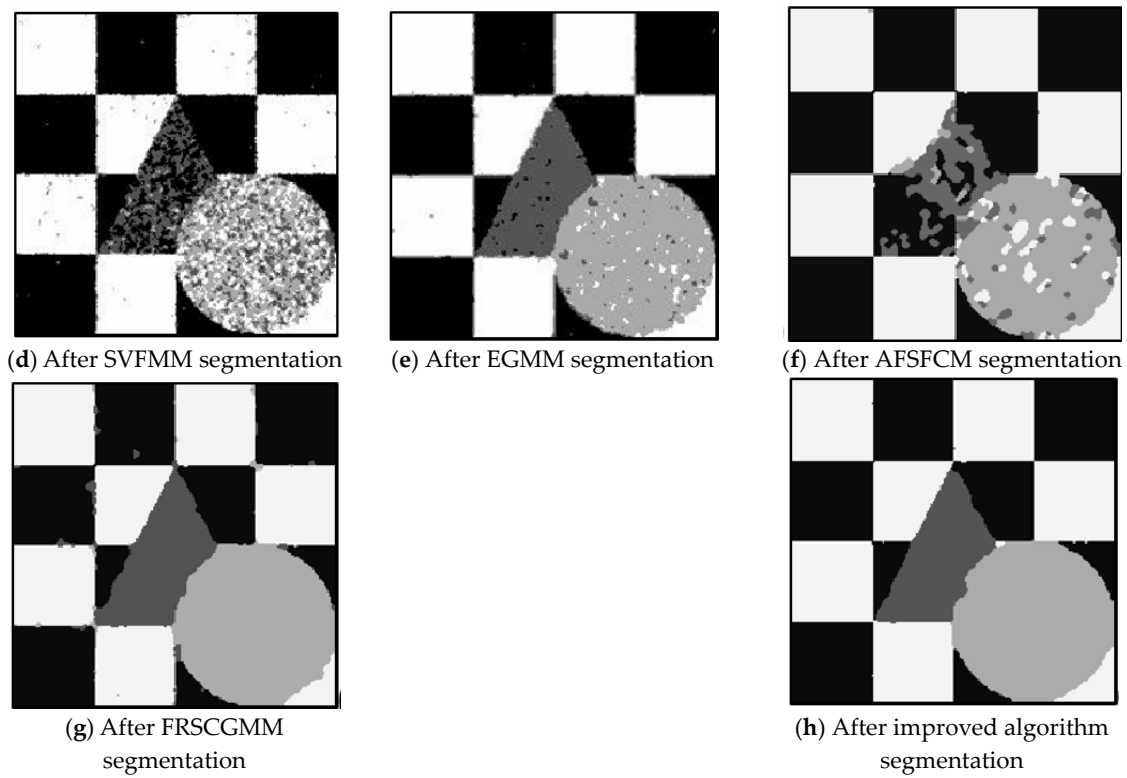 (d) After SVFMM segmentation
(e) After EGMM segmentation
(f) After AFSFCM segmentation
(g) After FRSCGMM
segmentation
(h) After improved algorithm
segmentation